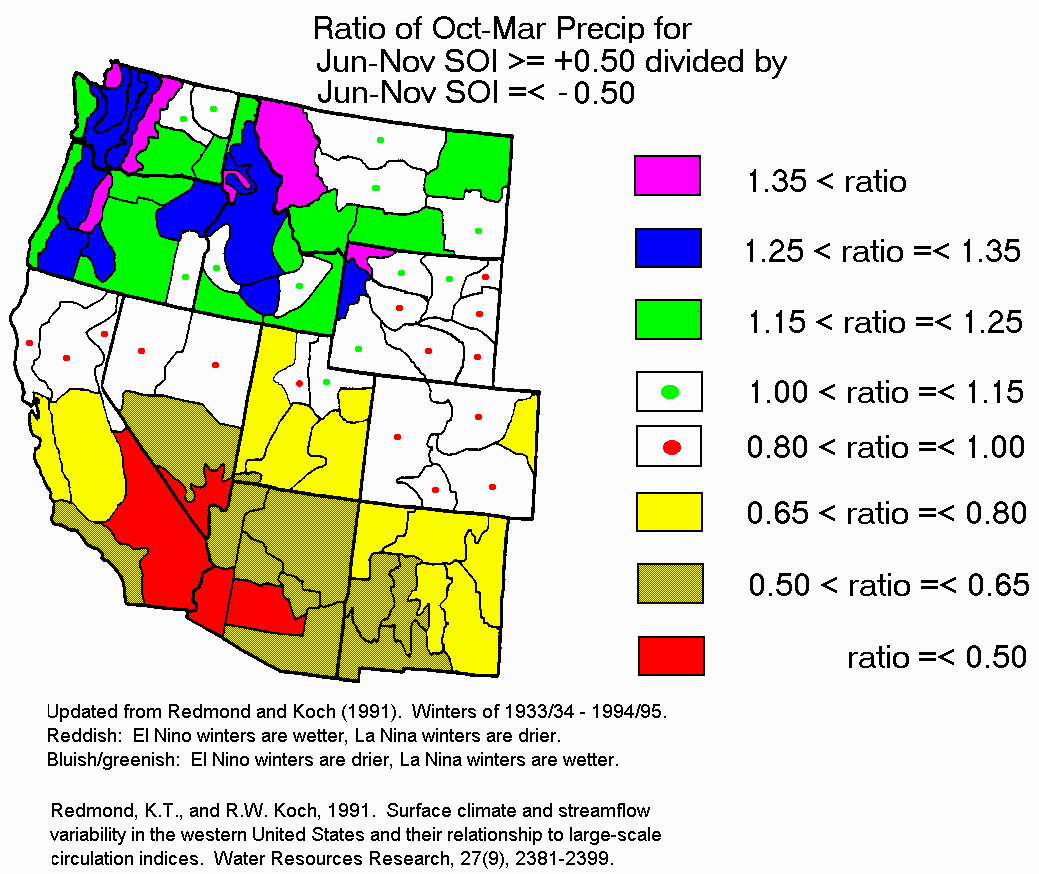 Ratio of Oct-Mar Precip for
Jun-Nov SOI >= +0.50 divided by
Jun-Nov SOI =< -0.50
1.35 < ratio
1.25 < ratio =< 1.35
1.15 < ratio =< 1.25
1.00 < ratio =< 1.15
0.80 < ratio =< 1.00
0.65 < ratio =< 0.80
0.50 < ratio =< 0.65
ratio =< 0.50
Updated from Redmond and Koch (1991). Winters of 1933/34 - 1994/95.
Reddish: El Nino winters are wetter, La Nina winters are drier.
Bluish/greenish: El Nino winters are drier, La Nina winters are wetter.
Redmond, K.T., and R.W. Koch, 1991. Surface climate and streamflow
variability in the western United States and their relationship to large-scale
circulation indices. Water Resources Research, 27(9), 2381-2399.